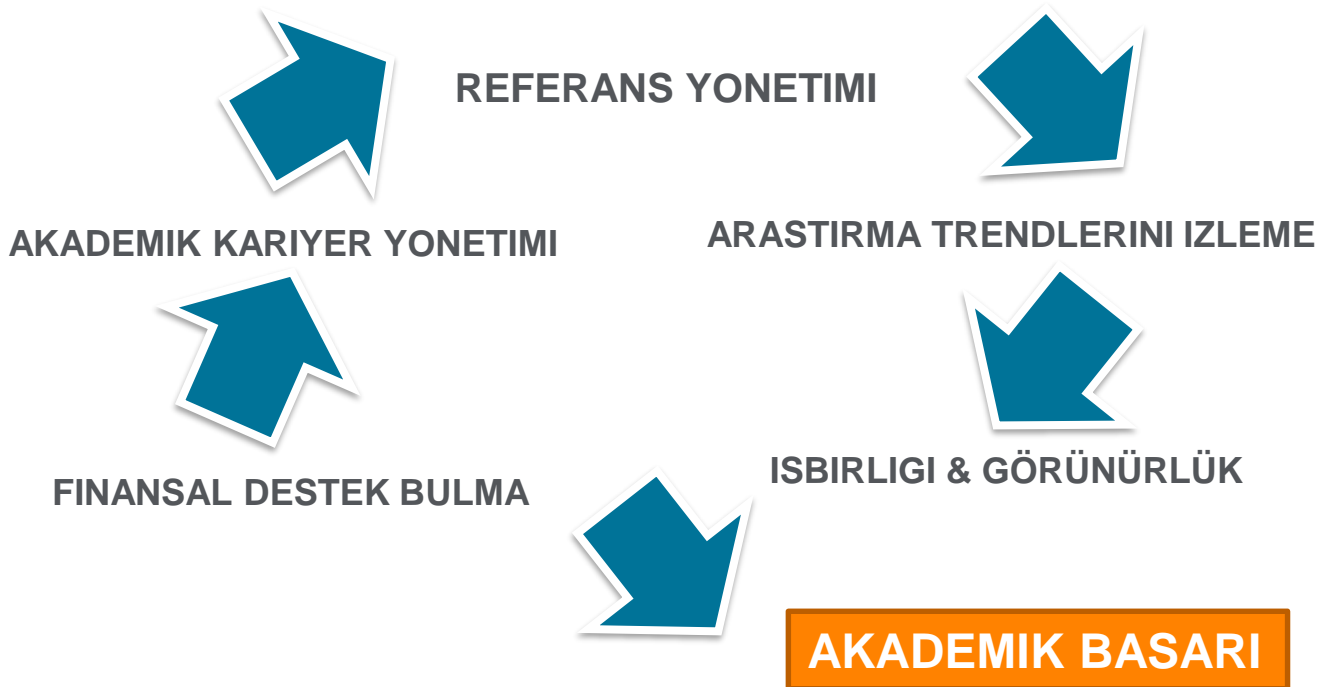 REFERANS YONETIMI
AKADEMIK KARIYER YONETIMI
ARASTIRMA TRENDLERINI IZLEME
FINANSAL DESTEK BULMA
ISBIRLIGI & GÖRÜNÜRLÜK
AKADEMIK BASARI